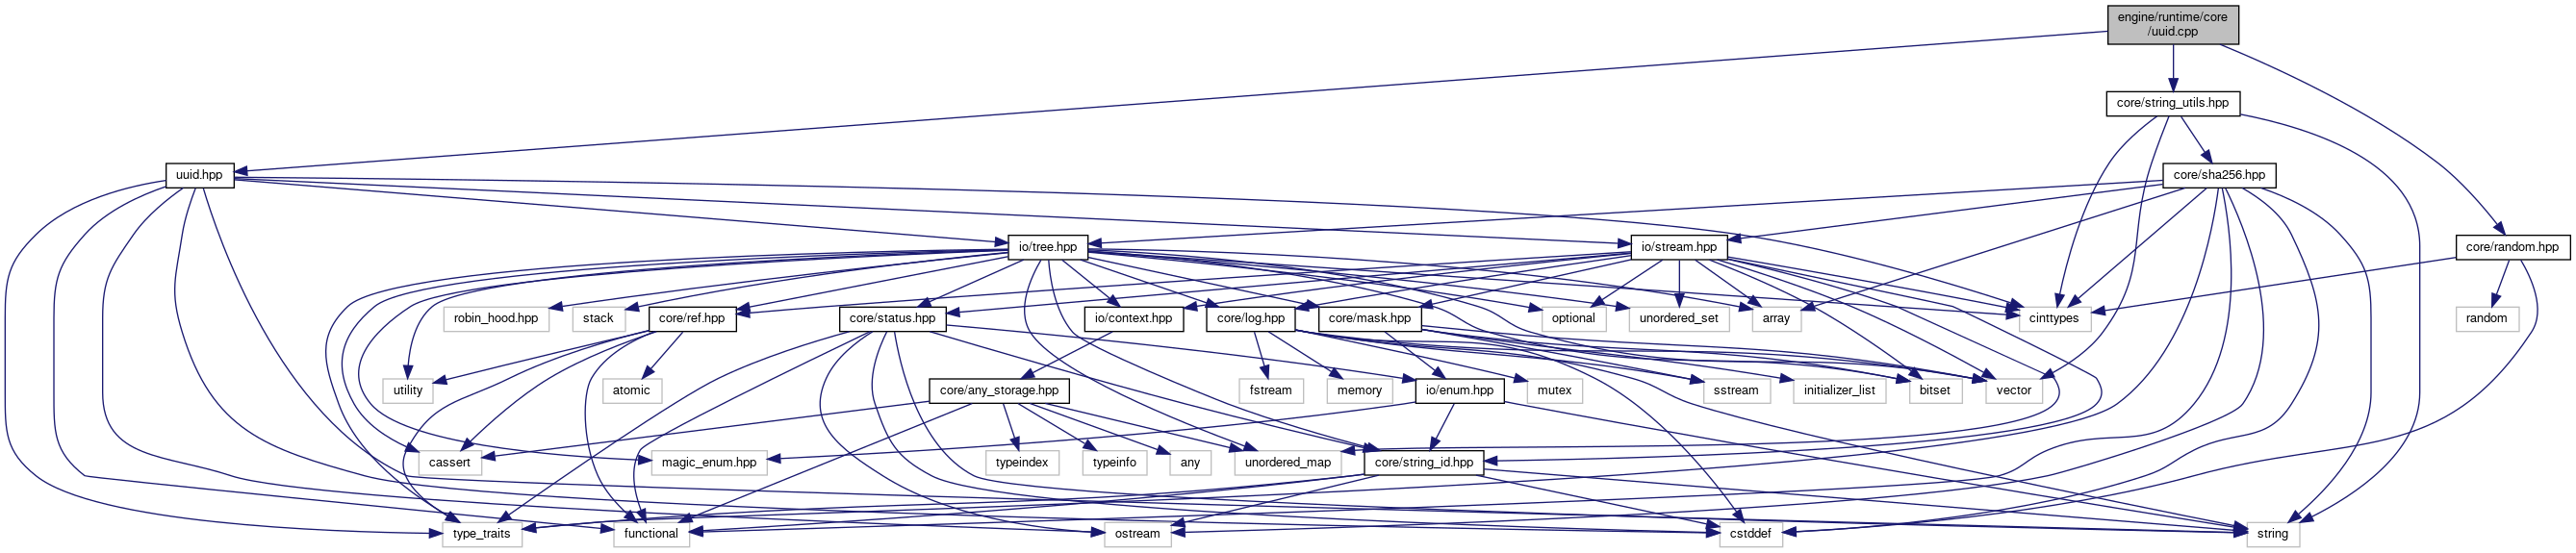 engine/runtime/core
/uuid.cpp
core/string_utils.hpp
uuid.hpp
core/sha256.hpp
io/tree.hpp
io/stream.hpp
core/random.hpp
robin_hood.hpp
stack
core/ref.hpp
core/status.hpp
io/context.hpp
core/log.hpp
core/mask.hpp
optional
unordered_set
array
cinttypes
random
utility
atomic
core/any_storage.hpp
fstream
memory
io/enum.hpp
mutex
sstream
initializer_list
bitset
vector
cassert
magic_enum.hpp
typeindex
typeinfo
any
unordered_map
core/string_id.hpp
type_traits
functional
ostream
cstddef
string